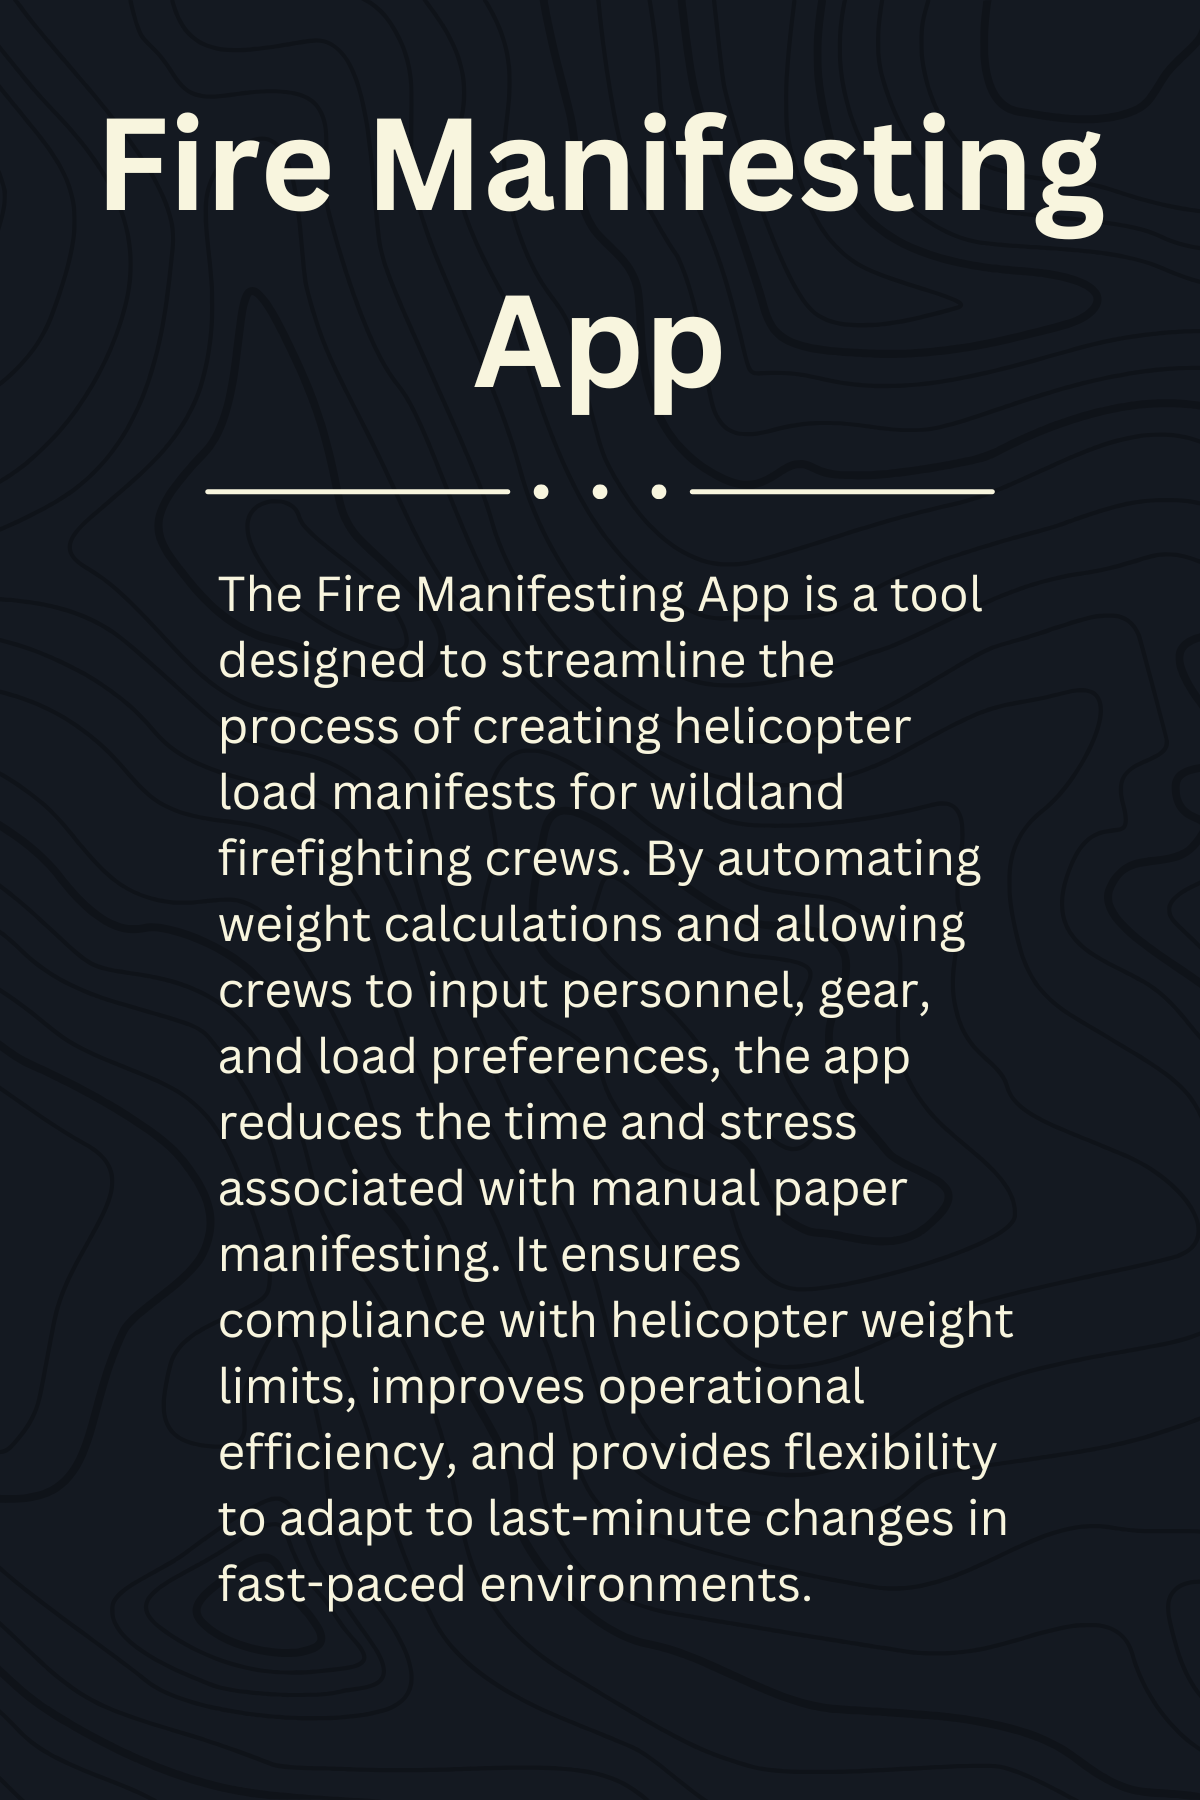 Fire Manifesting
App
The Fire Manifesting App is a tool
designed to streamline the
process of creating helicopter
load manifests for wildland
firefighting crews. By automating
weight calculations and allowing
crews to input personnel, gear,
and load preferences, the app
reduces the time and stress
associated with manual paper
manifesting. It ensures
compliance with helicopter weight
limits, improves operational
efficiency, and provides flexibility
to adapt to last-minute changes in
fast-paced environments.